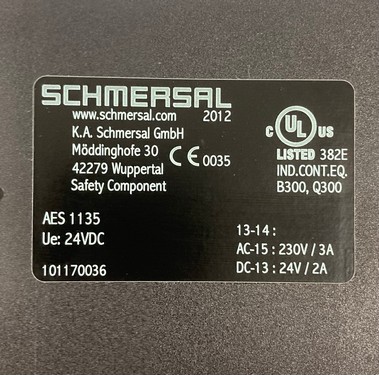 SCHMERSAL
www.schmersal.com 2012
K.A. Schmersal GmbH
Möddinghofe 30
42279 Wuppertal
Safety Component
CE 0035
C UL US
LISTED 382E
IND.CONT.EQ.
B300, Q300
AES 1135
Ue: 24VDC
101170036
13-14 :
AC-15 : 230V / 3A
DC-13 : 24V / 2A